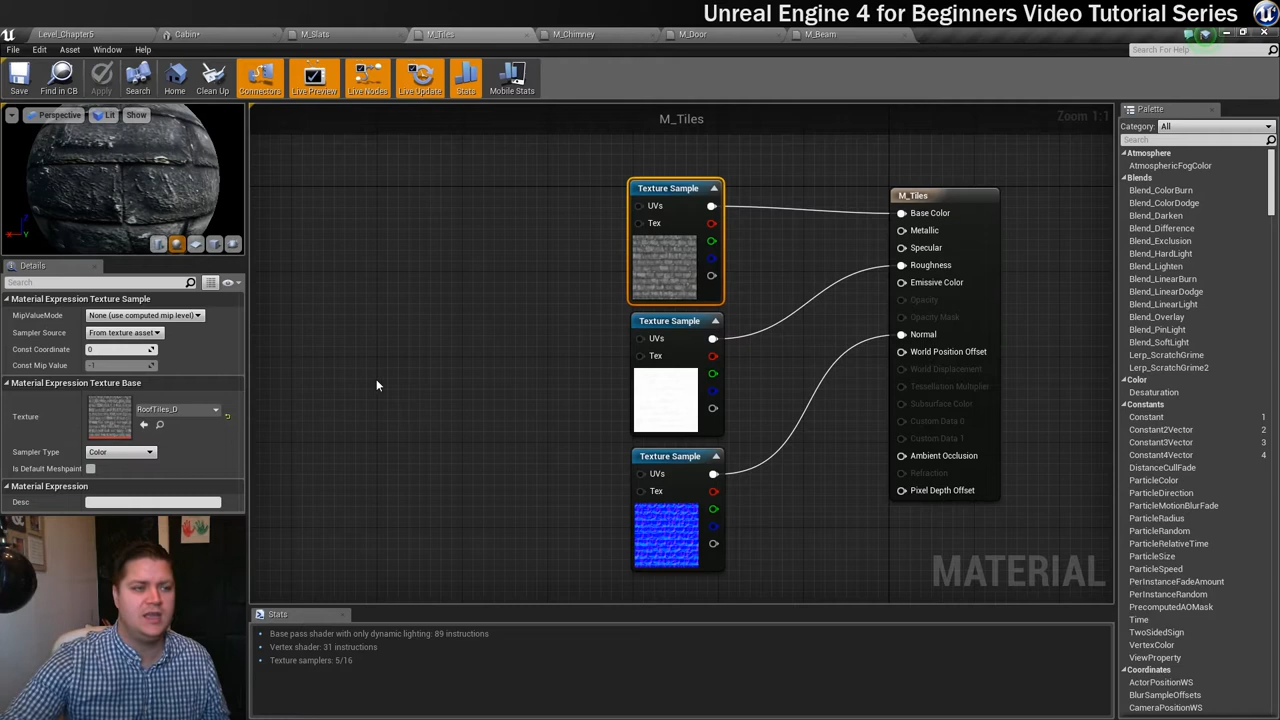 Unreal Engine 4 for Beginners Video Tutorial Series
Level_Chapter5
Cabin*
M_Slats
M_Tiles
M_Chimney
M_Door
M_Beam
File Edit Asset Window Help
Search For Help
Save
Find in CB
Apply
Search
Home
Clean Up
Connectors
Live Preview
Live Nodes
Live Update
Stats
Mobile Stats
Perspective
Lit
Show
M_Tiles
Zoom 1:1
Palette
Category: All
Search
Atmosphere
AtmosphericFogColor
Blends
Blend_ColorBurn
Blend_ColorDodge
Blend_Darken
Blend_Difference
Blend_Exclusion
Blend_HardLight
Blend_Lighten
Blend_LinearBurn
Blend_LinearDodge
Blend_LinearLight
Blend_Overlay
Blend_PinLight
Blend_SoftLight
Lerp_ScratchGrime
Lerp_ScratchGrime2
Color
Desaturation
Constants
Constant 1
Constant2Vector 2
Constant3Vector 3
Constant4Vector 4
DistanceCullFade
ParticleColor
ParticleDirection
ParticleMotionBlurFade
ParticleRadius
ParticleRandom
ParticleRelativeTime
ParticleSize
ParticleSpeed
PerInstanceFadeAmount
PerInstanceRandom
PrecomputedAOMask
Time
TwoSidedSign
VertexColor
ViewProperty
Coordinates
ActorPositionWS
BlurSampleOffsets
CameraPositionWS
Texture Sample
UVs
Tex
Texture Sample
UVs
Tex
Texture Sample
UVs
Tex
M_Tiles
Base Color
Metallic
Specular
Roughness
Emissive Color
Opacity
Opacity Mask
Normal
World Position Offset
World Displacement
Tessellation Multiplier
Subsurface Color
Custom Data 0
Custom Data 1
Ambient Occlusion
Refraction
Pixel Depth Offset
MATERIAL
Details
Search
Material Expression Texture Sample
MipValueMode None (use computed mip level)
Sampler Source From texture asset
Const Coordinate 0
Const Mip Value -1
Material Expression Texture Base
Texture RoofTiles_D
Sampler Type Color
Is Default Meshpaint
Material Expression
Desc
Stats
Base pass shader with only dynamic lighting: 89 instructions
Vertex shader: 31 instructions
Texture samplers: 5/16